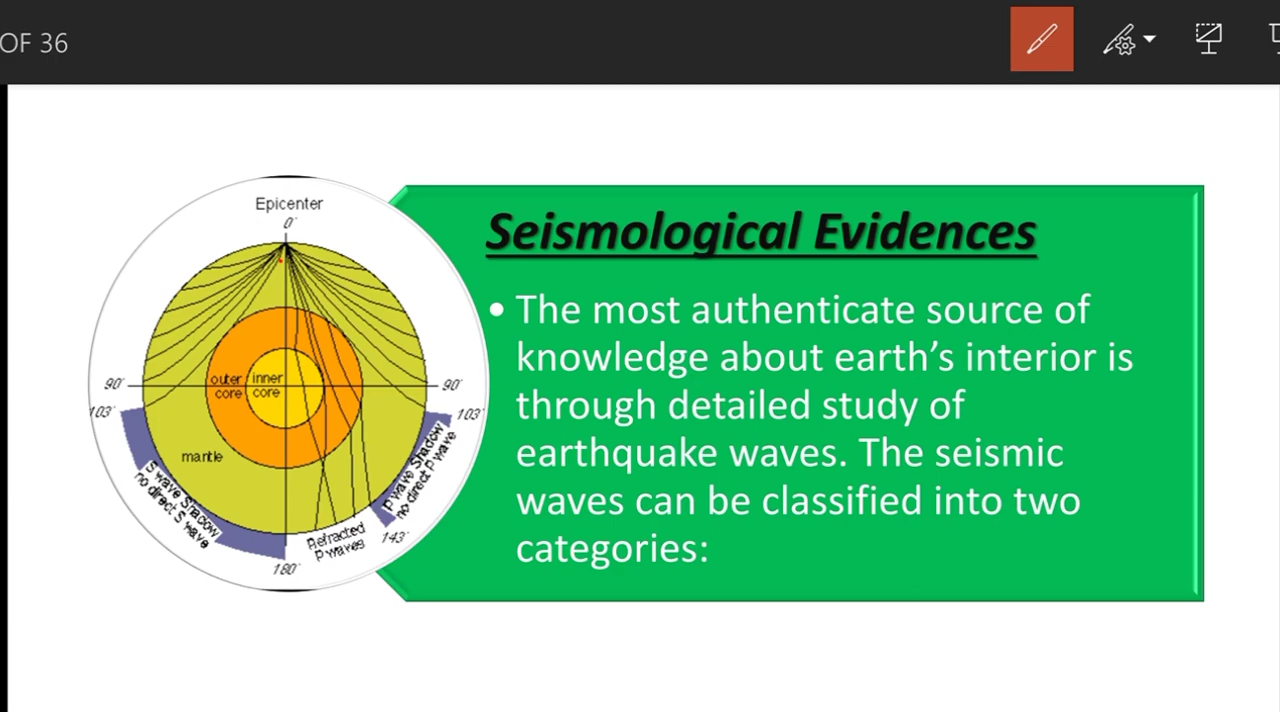 OF 36
Epicenter
0°
90°
90°
103°
103°
outer
core
inner
core
mantle
S wave Shadow
no direct S wave
P wave Shadow
no direct P wave
Refracted
P waves
143°
180°
Seismological Evidences
• The most authenticate source of
knowledge about earth’s interior is
through detailed study of
earthquake waves. The seismic
waves can be classified into two
categories: